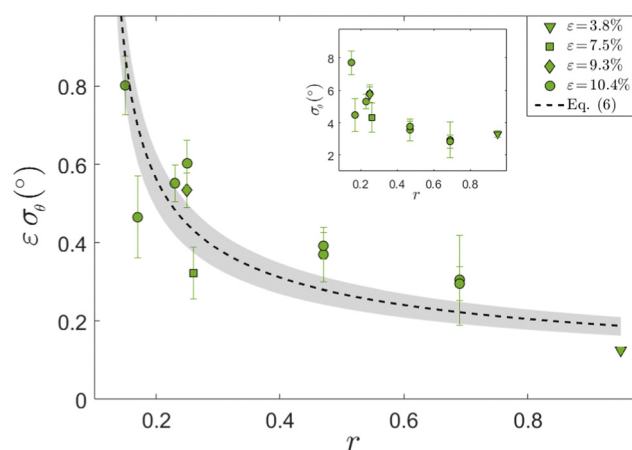 ε = 3.8%
ε = 7.5%
ε = 9.3%
ε = 10.4%
Eq. (6)
8
6
4
2
σ_θ (°)
0.2 0.4 0.6 0.8
r
0.8
0.6
0.4
0.2
0
ε σ_θ (°)
0.2 0.4 0.6 0.8
r